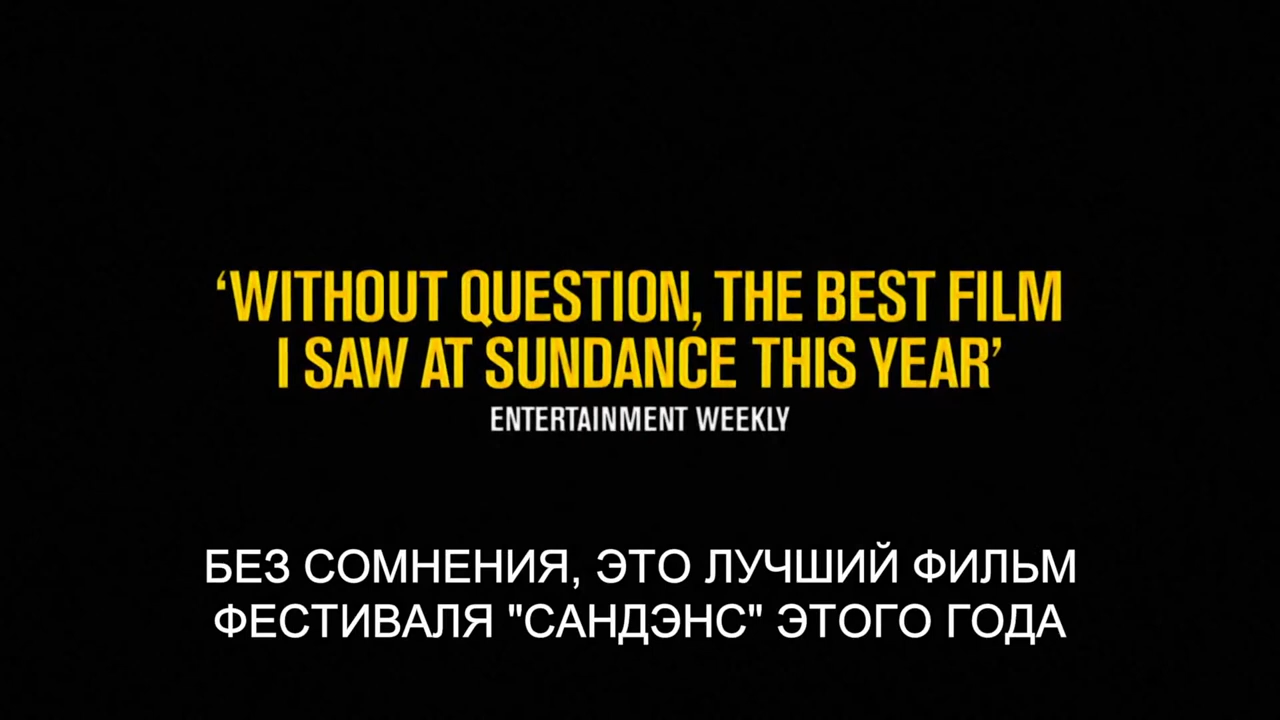 ‘WITHOUT QUESTION, THE BEST FILM
I SAW AT SUNDANCE THIS YEAR’
ENTERTAINMENT WEEKLY
БЕЗ СОМНЕНИЯ, ЭТО ЛУЧШИЙ ФИЛЬМ
ФЕСТИВАЛЯ "САНДЭНС" ЭТОГО ГОДА